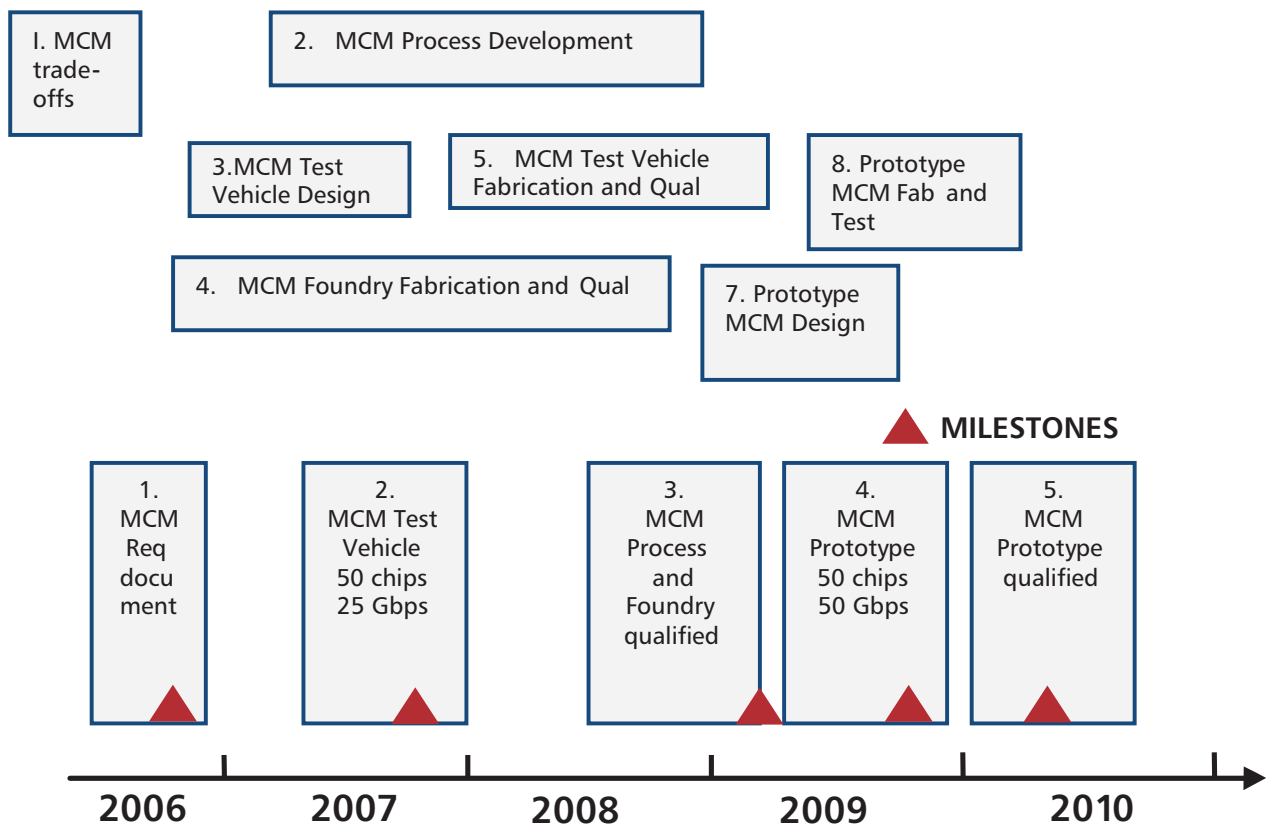 I. MCM
trade-
offs
2. MCM Process Development
3.MCM Test
Vehicle Design
5. MCM Test Vehicle
Fabrication and Qual
8. Prototype
MCM Fab and
Test
4. MCM Foundry Fabrication and Qual
7. Prototype
MCM Design
MILESTONES
1.
MCM
Req
docu
ment
2.
MCM Test
Vehicle
50 chips
25 Gbps
3.
MCM
Process
and
Foundry
qualified
4.
MCM
Prototype
50 chips
50 Gbps
5.
MCM
Prototype
qualified
2006 2007 2008 2009 2010